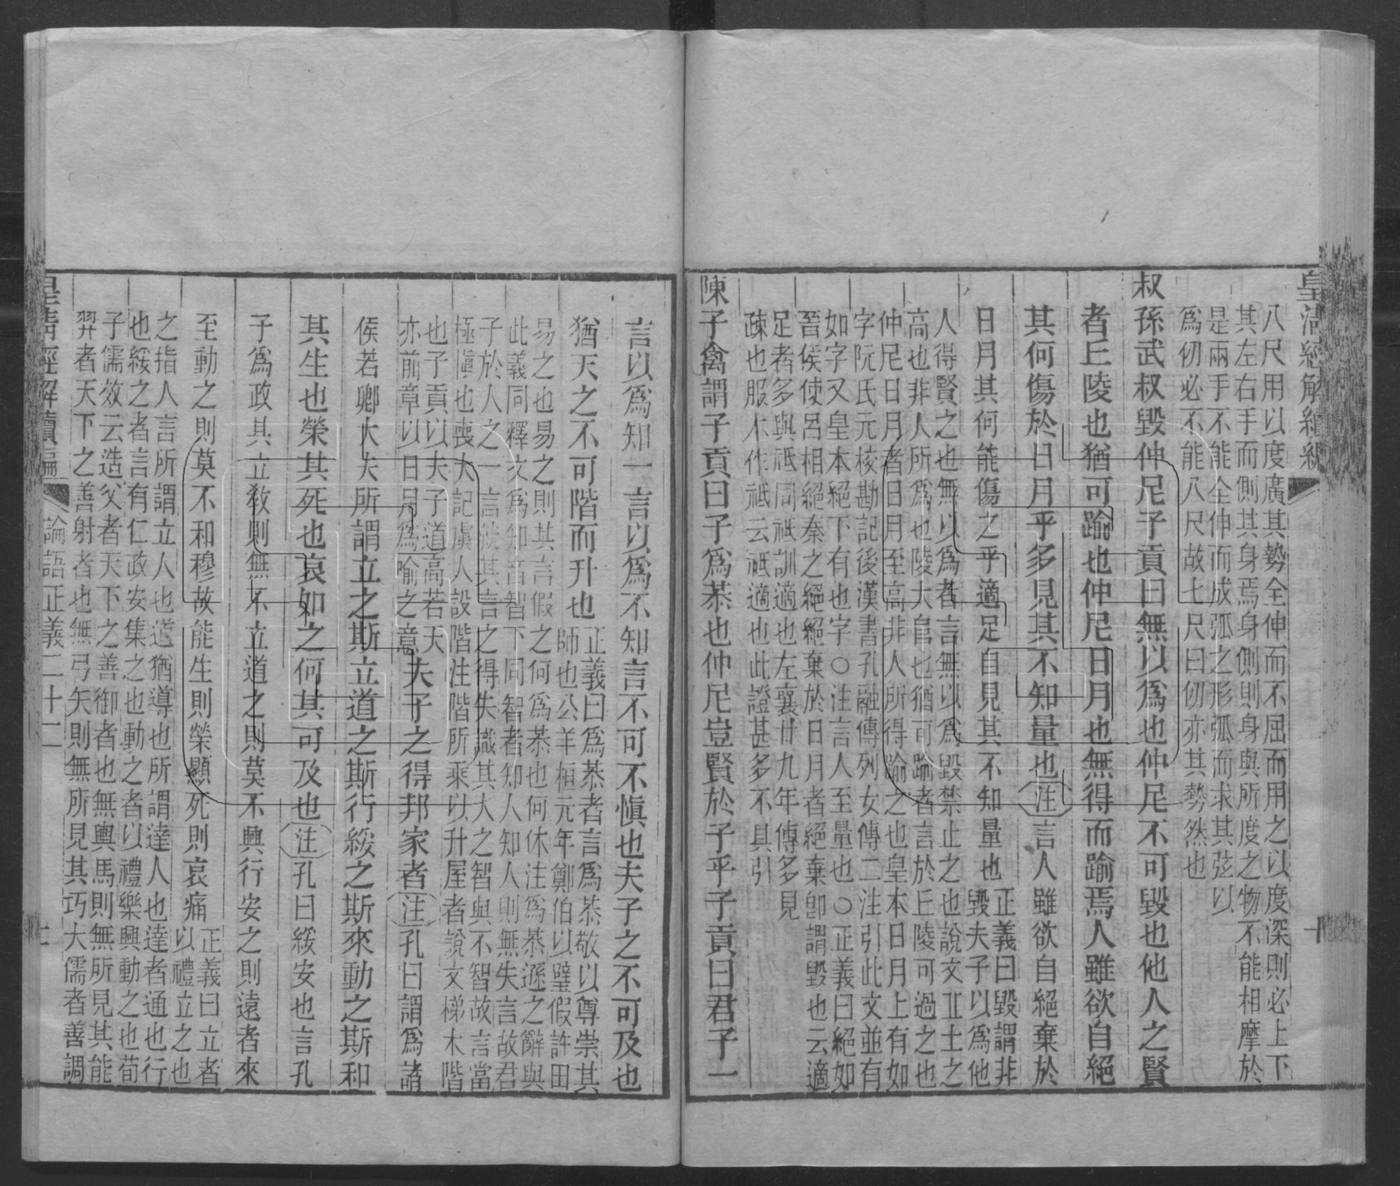 皇清經解續編
八尺用以度廣其勢全伸而不屈而用之以度深則必上下
其左右手而側其身焉身側則身與所度之物不能相摩於
是兩手不能全伸而成弧之形弧而求其弦以
為仞必不能八尺故七尺曰仞亦其勢然也
叔孫武叔毀仲尼子貢曰無以爲也仲尼不可毀也他人之賢
者丘陵也猶可踰也仲尼日月也無得而踰焉人雖欲自絕
其何傷於日月乎多見其不知量也注言人雖欲自絕棄於
日月其何能傷之乎適足自見其不知量也
正義曰毀謂非
毀夫子以爲他
人得賢之也無以爲者言無以爲毀禁止之也說文丘土之
高也非人所爲也陵大𨸏也猶可踰者言於丘陵可過之也
仲尼日月也者日月至高非人所得踰之也皇本日月上有如
字阮氏元校勘記後漢書孔融傳列女傳二注引此文並有
如字又皇本絕下有也字○注言人至量也○正義曰絕如
晉侯使呂相絕秦之絕絕棄於日月者絕棄卽謂毀也云適
足者多與祇同祇訓適也左襄廿九年傳多見
疎也服本作祇云祇適也此證甚多不具引
陳子禽謂子貢曰子爲恭也仲尼豈賢於子乎子貢曰君子一
言以爲知一言以爲不知言不可不愼也夫子之不可及也
猶天之不可階而升也
正義曰爲恭者言爲恭敬以尊崇其
師也公羊桓元年鄭伯以璧假許田
易之也易之則其言假之何爲恭也何休注爲恭遜之辭與
此義同釋文爲知音智下同智者知人知人則無失言故君
子於人之一言就其言之得失識其大之智與不智故言當
極愼也喪大記虞人設階注階所乘以升屋者說文梯木階
也子貢以夫子道高若天
亦前章以日月爲喻之意
夫子之得邦家者注孔曰謂爲諸
侯若卿大夫所謂立之斯立道之斯行綏之斯來動之斯和
其生也榮其死也哀如之何其可及也注孔曰綏安也言孔
子爲政其立敎則無不立道之則莫不興行安之則遠者來
至動之則莫不和穆故能生則榮顯死則哀痛
正義曰立者
以禮立之也
之指人言所謂立人也道猶導也所謂達人也達者通也行
也綏之者言有仁政安集之也動之者以禮樂興動之也荀
子儒效云造父者天下之善御者也無輿馬則無所見其能
羿者天下之善射者也無弓矢則無所見其巧大儒者善調
皇清經解續編
論語正義二十二